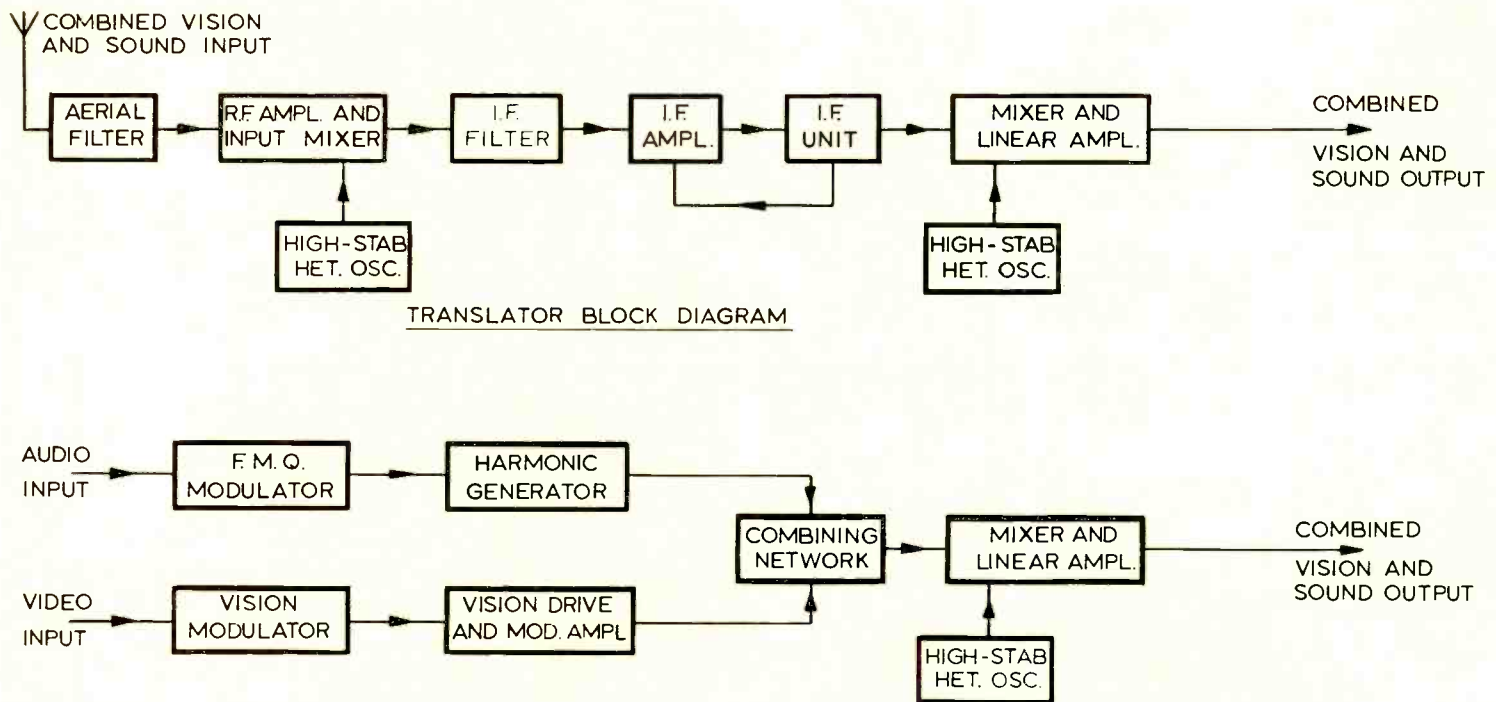 COMBINED VISION
AND SOUND INPUT
AERIAL
FILTER
R.F. AMPL. AND
INPUT MIXER
I.F.
FILTER
I.F.
AMPL.
I.F.
UNIT
MIXER AND
LINEAR AMPL.
COMBINED
VISION AND
SOUND OUTPUT
HIGH-STAB
HET. OSC.
HIGH-STAB
HET. OSC.
TRANSLATOR BLOCK DIAGRAM
AUDIO
INPUT
F. M. Q.
MODULATOR
HARMONIC
GENERATOR
COMBINING
NETWORK
MIXER AND
LINEAR AMPL.
COMBINED
VISION AND
SOUND OUTPUT
VIDEO
INPUT
VISION
MODULATOR
VISION DRIVE
AND MOD. AMPL
HIGH-STAB
HET. OSC.